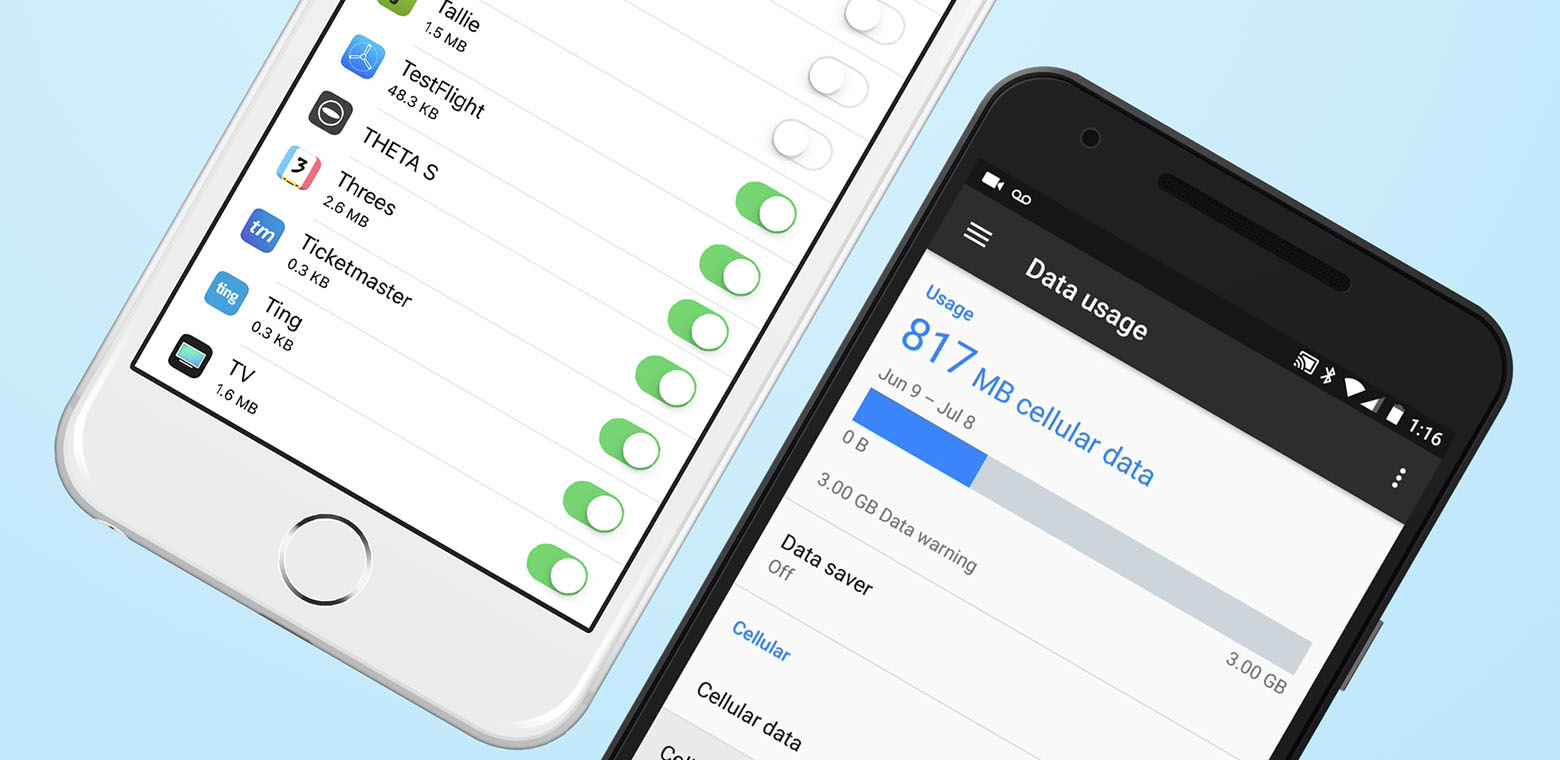 Tallie
1.5 MB
TestFlight
48.3 KB
THETA S
3
Threes
2.6 MB
tm
Ticketmaster
0.3 KB
ting
Ting
0.3 KB
TV
1.6 MB
1:16
Data usage
Usage
817 MB cellular data
Jun 9 – Jul 8
0 B
3.00 GB
3.00 GB Data warning
Data saver
Off
Cellular
Cellular data